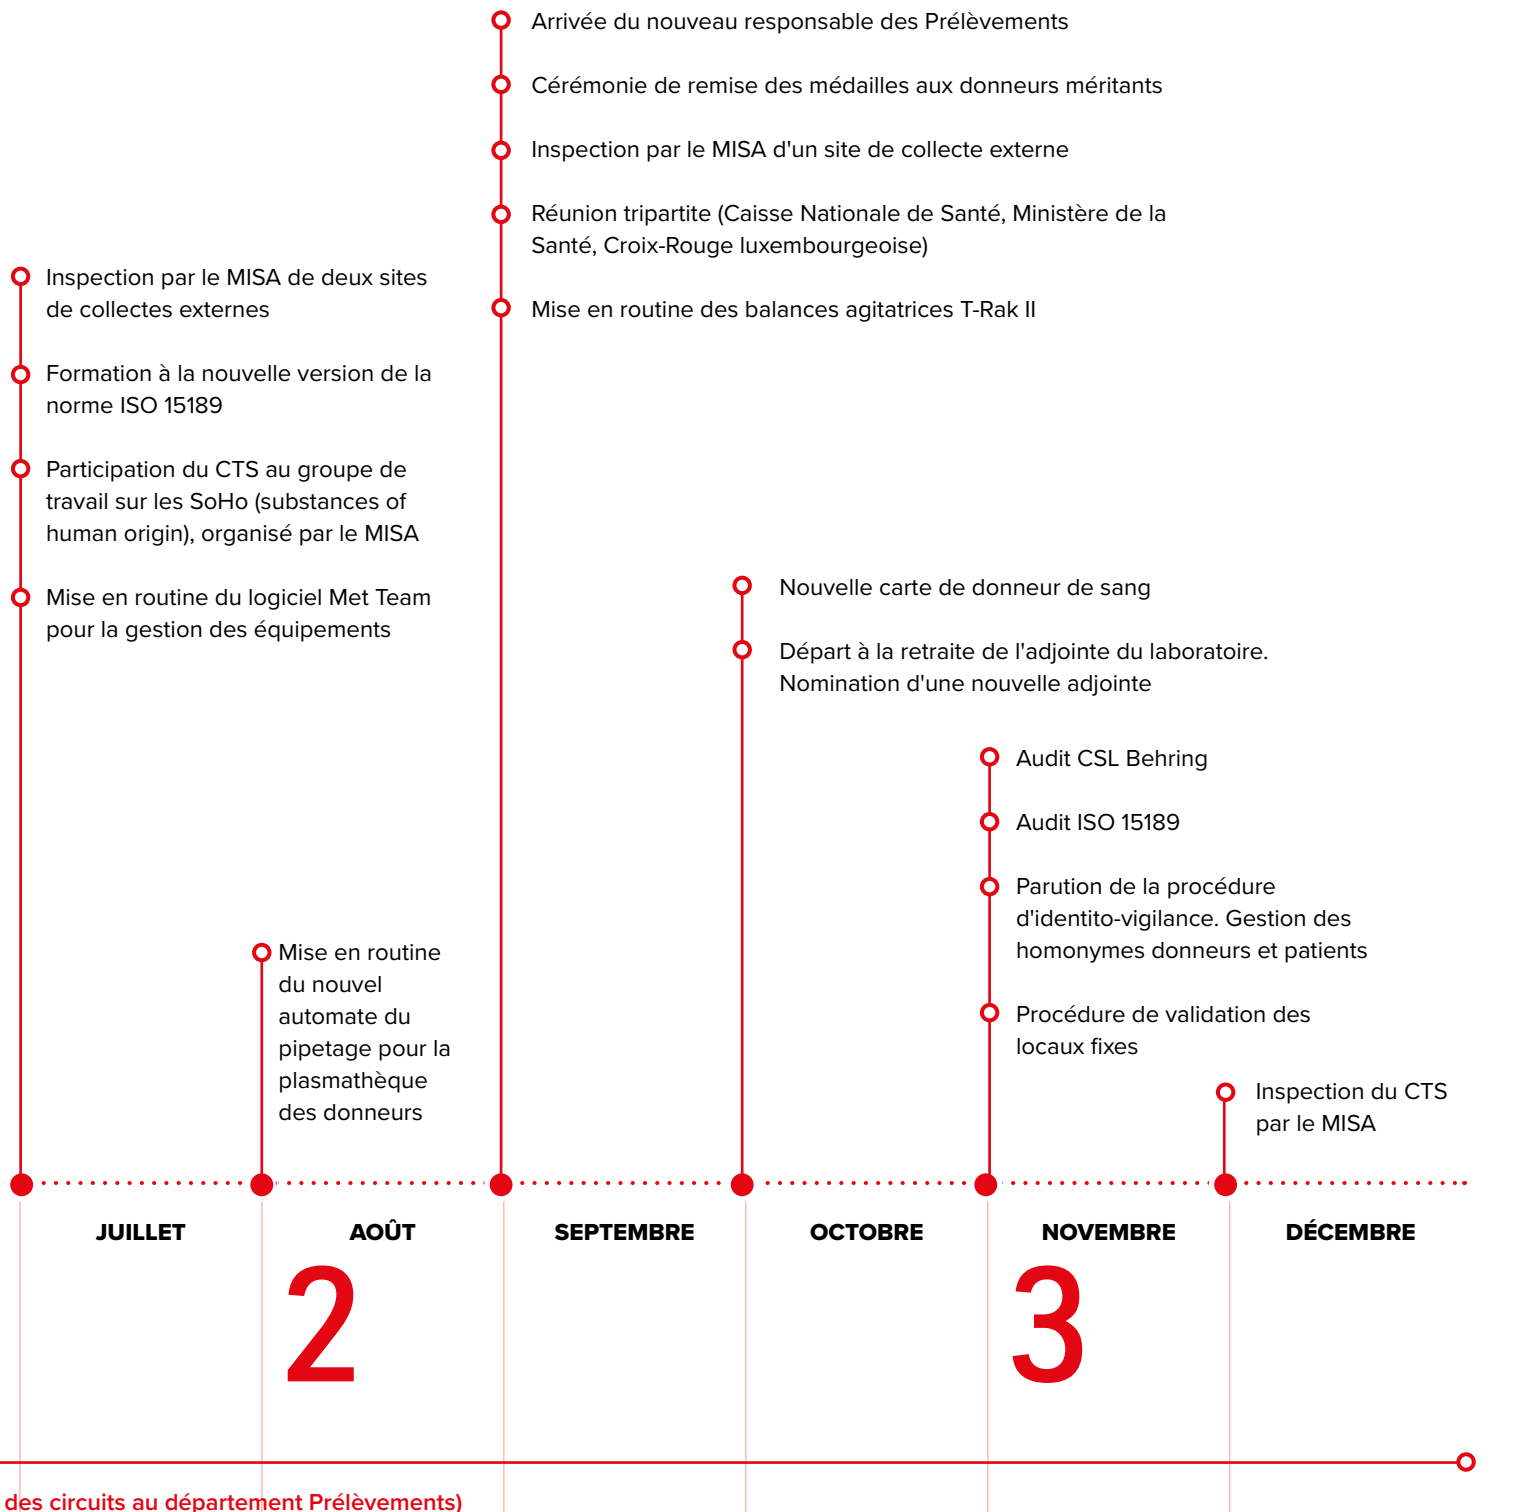 Arrivée du nouveau responsable des Prélèvements
Cérémonie de remise des médailles aux donneurs méritants
Inspection par le MISA d'un site de collecte externe
Réunion tripartite (Caisse Nationale de Santé, Ministère de la
Santé, Croix-Rouge luxembourgeoise)
Mise en routine des balances agitatrices T-Rak II
Inspection par le MISA de deux sites
de collectes externes
Formation à la nouvelle version de la
norme ISO 15189
Participation du CTS au groupe de
travail sur les SoHo (substances of
human origin), organisé par le MISA
Mise en routine du logiciel Met Team
pour la gestion des équipements
Nouvelle carte de donneur de sang
Départ à la retraite de l'adjointe du laboratoire.
Nomination d'une nouvelle adjointe
Audit CSL Behring
Audit ISO 15189
Parution de la procédure
d'identito-vigilance. Gestion des
homonymes donneurs et patients
Procédure de validation des
locaux fixes
Mise en routine
du nouvel
automate du
pipetage pour la
plasmathèque
des donneurs
Inspection du CTS
par le MISA
JUILLET AOÛT SEPTEMBRE OCTOBRE NOVEMBRE DÉCEMBRE
2 3
des circuits au département Prélèvements)